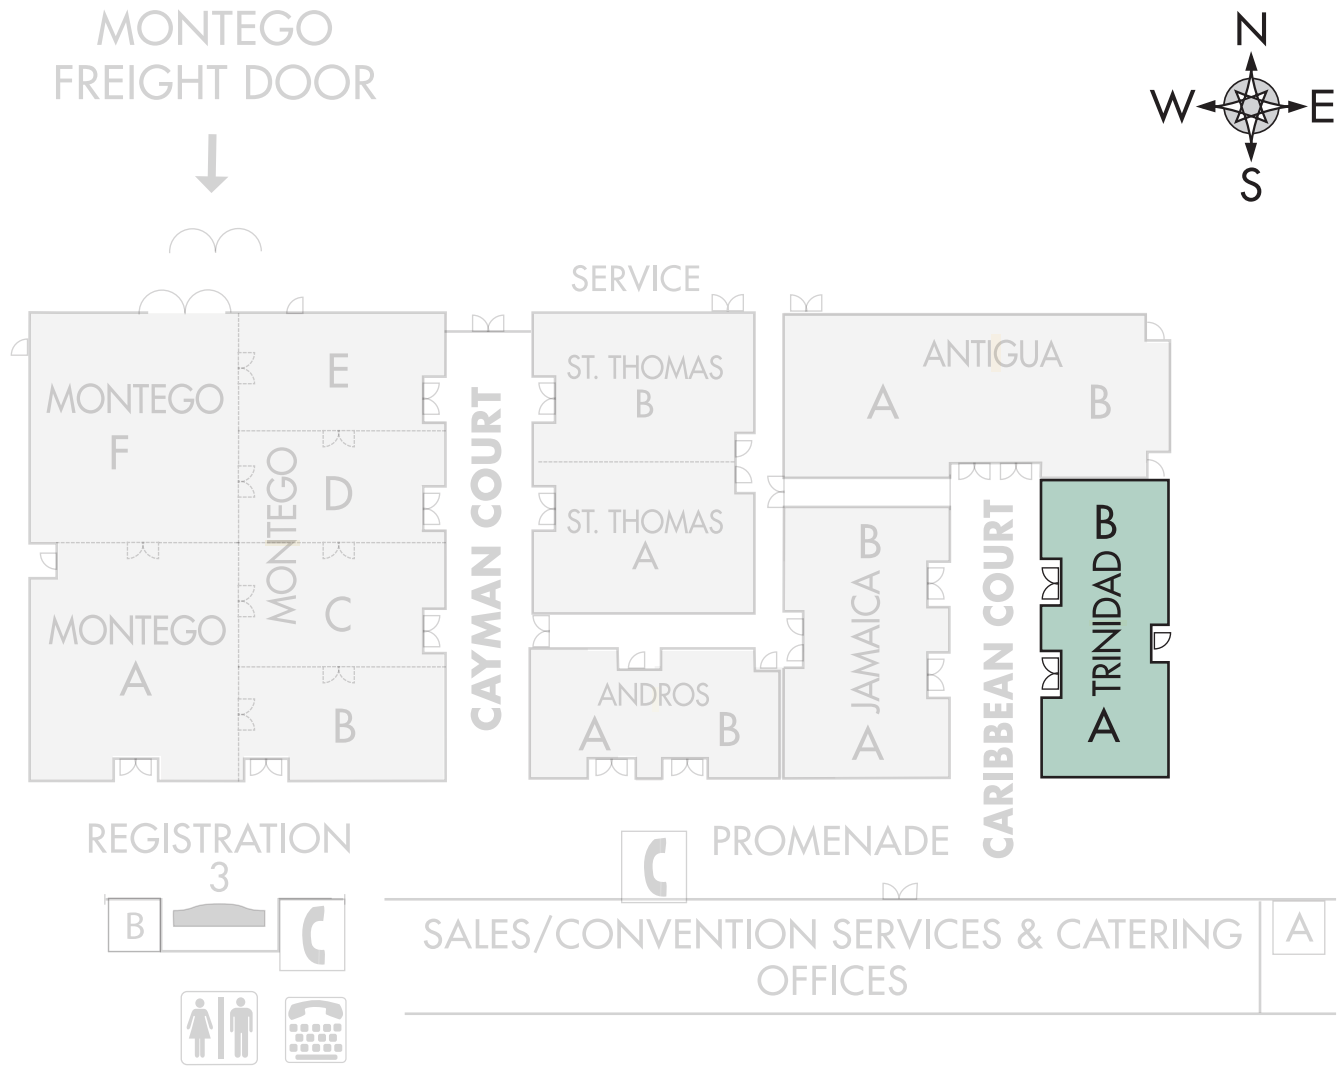 MONTEGO
FREIGHT DOOR
N
W
E
S
SERVICE
MONTEGO
F
E
D
MONTEGO
C
MONTEGO
A
B
CAYMAN COURT
ST. THOMAS
B
ST. THOMAS
A
ANDROS
A
B
ANTIGUA
A
B
B
JAMAICA
A
CARIBBEAN COURT
B
TRINIDAD
A
REGISTRATION
3
B
PROMENADE
SALES/CONVENTION SERVICES & CATERING
OFFICES
A